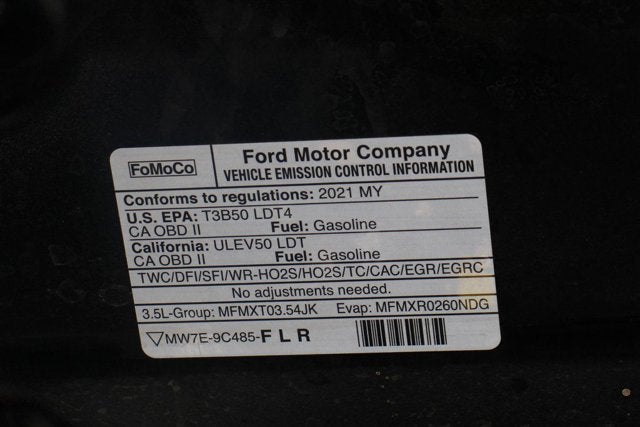 FoMoCo
Ford Motor Company
VEHICLE EMISSION CONTROL INFORMATION
Conforms to regulations: 2021 MY
U.S. EPA: T3B50 LDT4
CA OBD II Fuel: Gasoline
California: ULEV50 LDT
CA OBD II Fuel: Gasoline
TWC/DFI/SFI/WR-HO2S/HO2S/TC/CAC/EGR/EGRC
No adjustments needed.
3.5L-Group: MFMXT03.54JK Evap: MFMXR0260NDG
MW7E-9C485-FLR